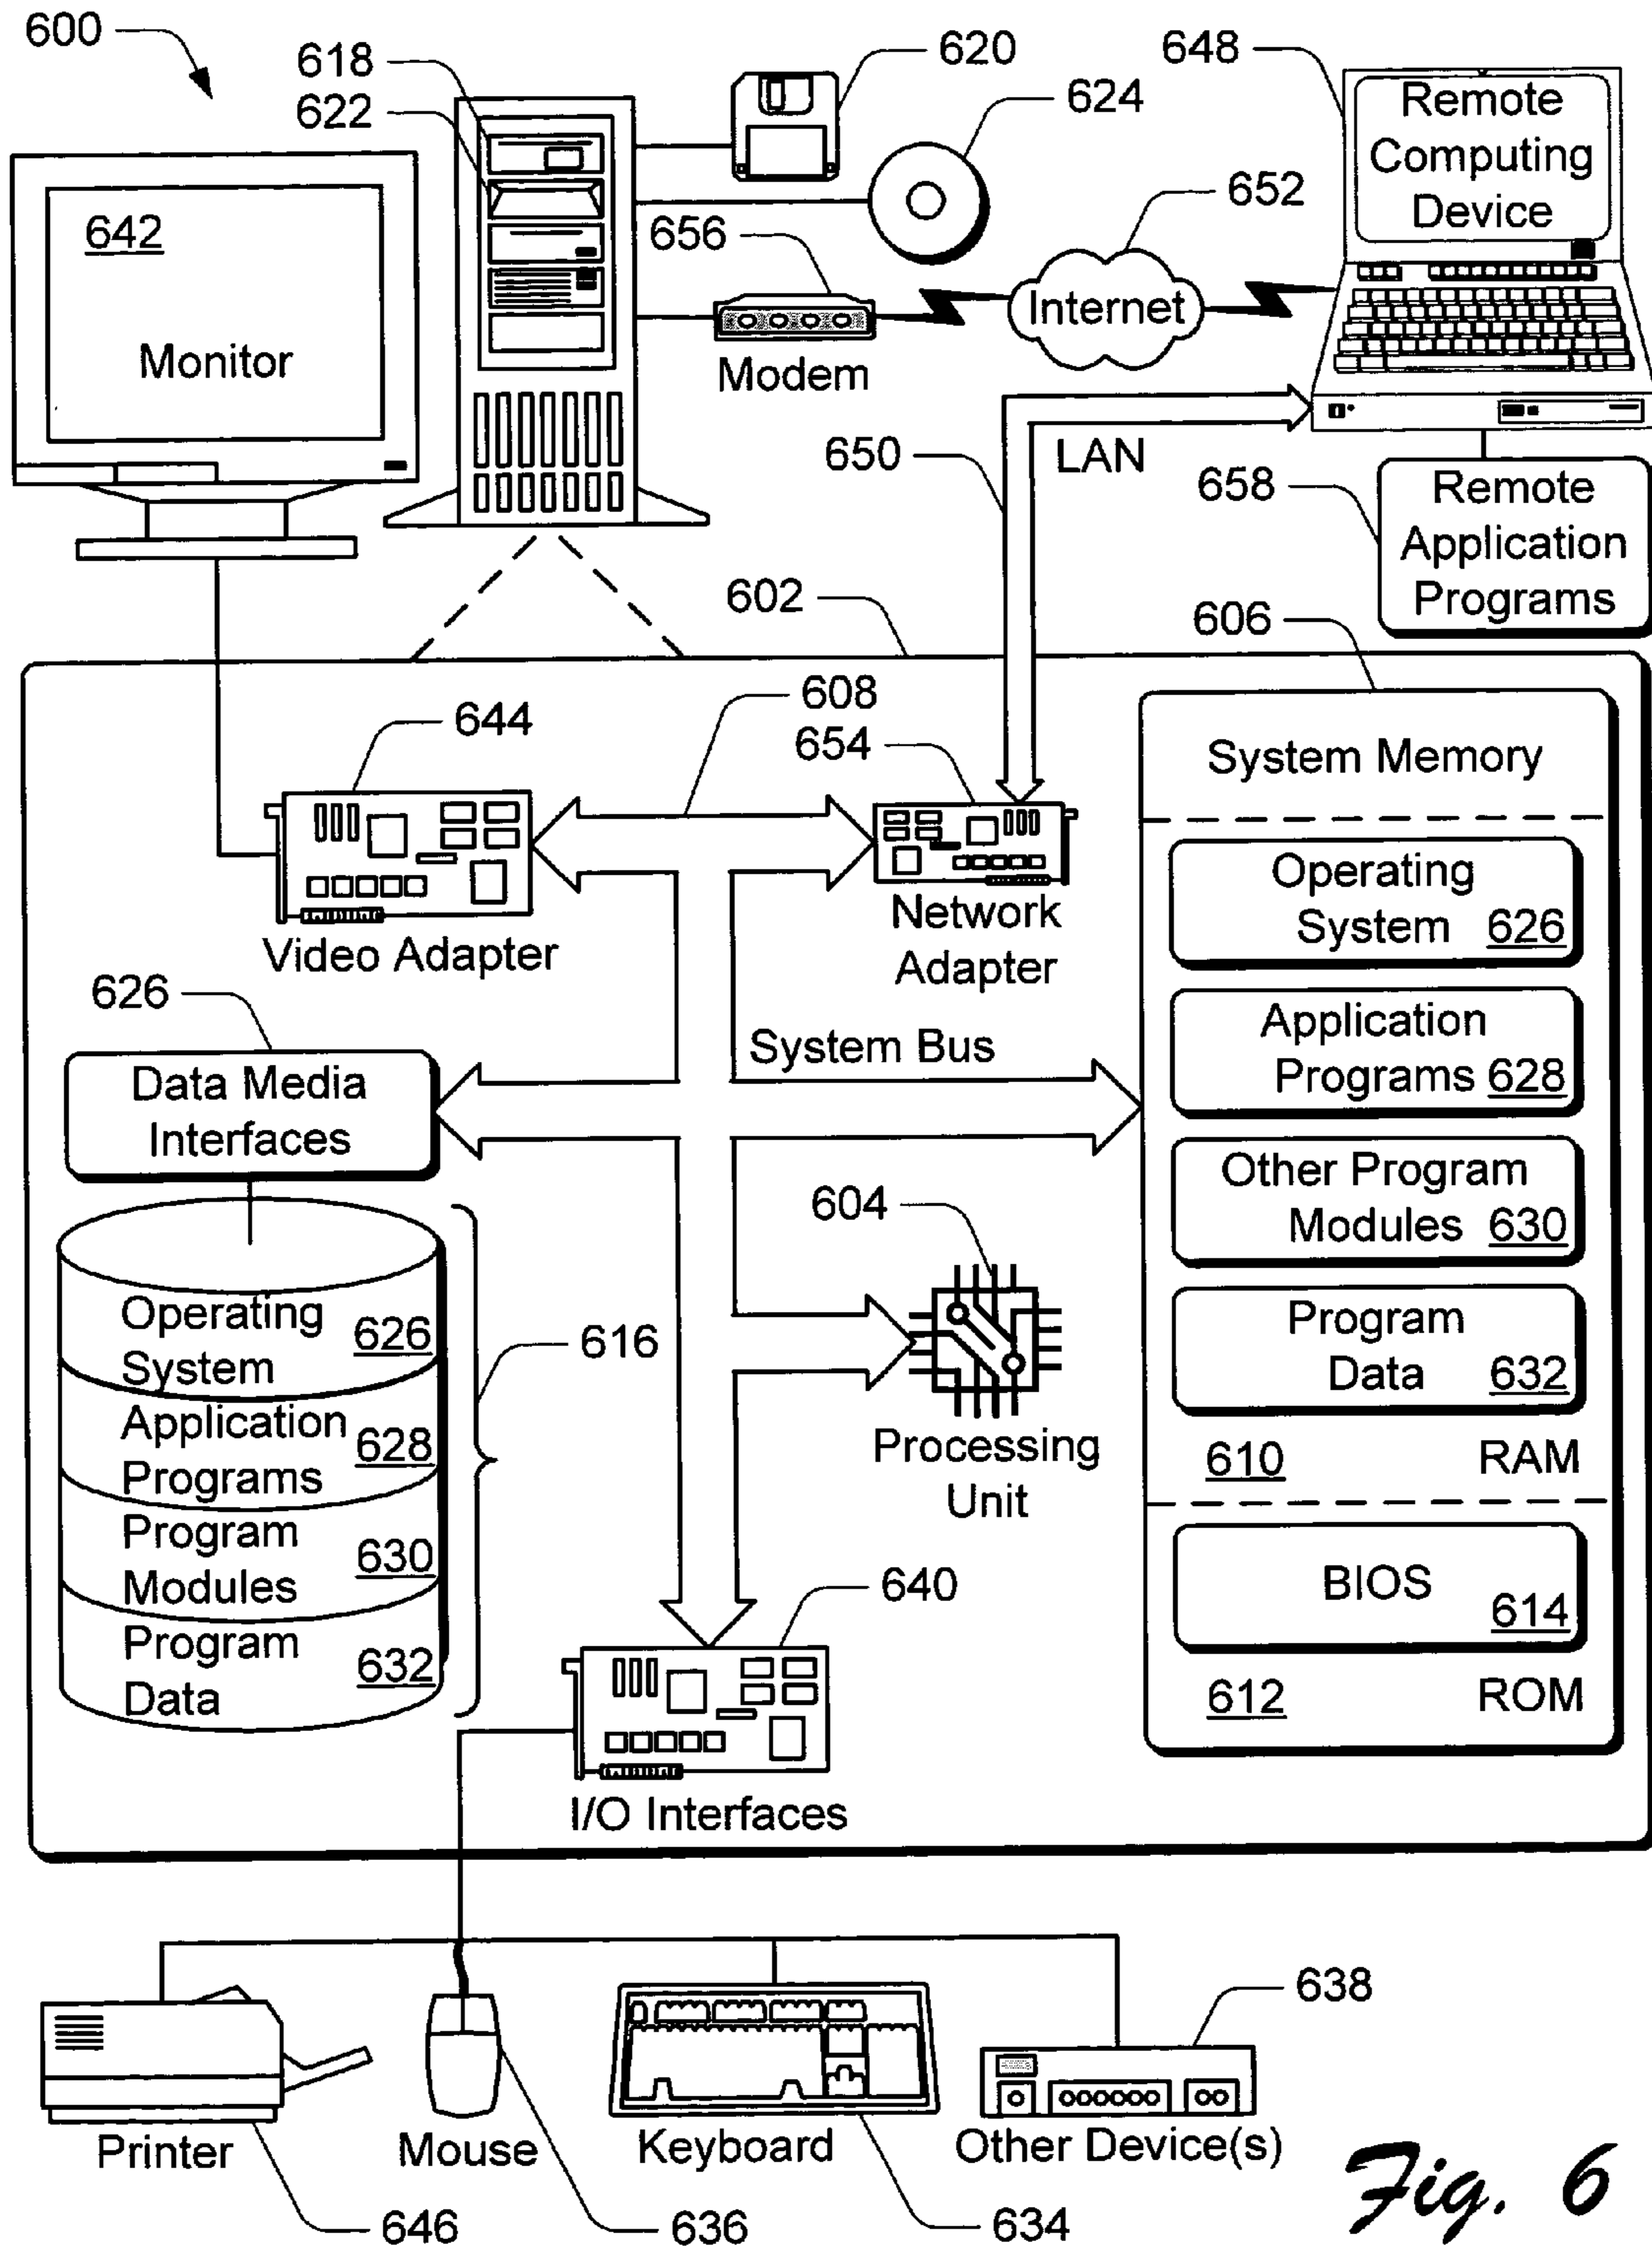 600
618
622
620
624
648
Remote
Computing
Device
652
642
656
Internet
Monitor
Modem
650
LAN
658
Remote
Application
Programs
602
606
608
644
654
System Memory
Operating
System 626
Video Adapter
Network
Adapter
626
Application
Programs 628
System Bus
Data Media
Interfaces
Other Program
Modules 630
604
Operating
System 626
616
Program
Data 632
Application
Programs 628
Processing
Unit
610 RAM
Program
Modules 630
640
BIOS
614
Program
Data 632
612 ROM
I/O Interfaces
638
Printer
Mouse
Keyboard
Other Device(s)
646
636
634
Fig. 6